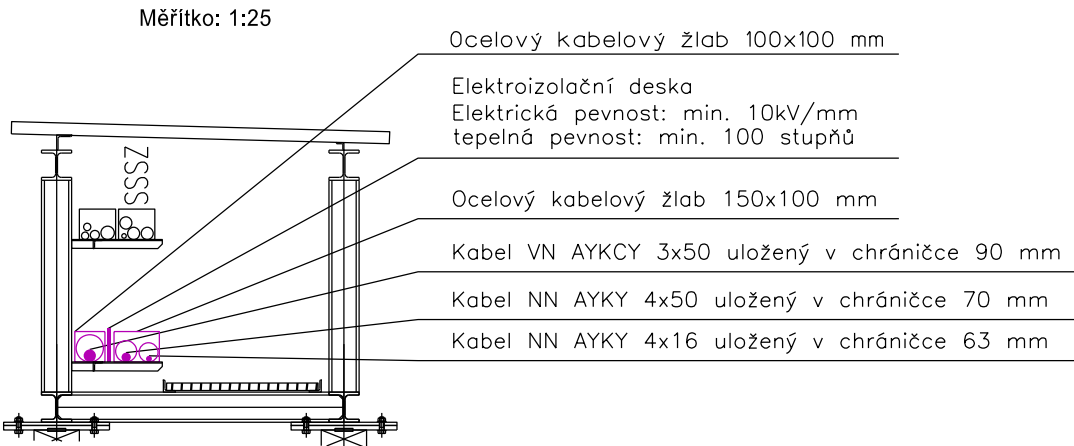 Měřítko: 1:25
Ocelový kabelový žlab 100x100 mm
Elektroizolační deska
Elektrická pevnost: min. 10kV/mm
tepelná pevnost: min. 100 stupňů
SSSZ
Ocelový kabelový žlab 150x100 mm
Kabel VN AYKCY 3x50 uložený v chráničce 90 mm
Kabel NN AYKY 4x50 uložený v chráničce 70 mm
Kabel NN AYKY 4x16 uložený v chráničce 63 mm